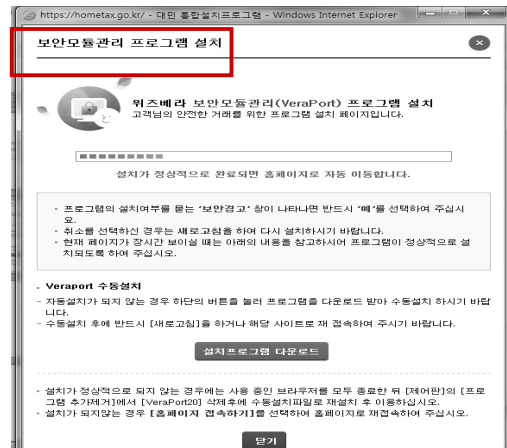 https://hometax.go.kr/ - 대민 통합설치프로그램 - Windows Internet Explorer
보안모듈관리 프로그램 설치
위즈베라 보안모듈관리(VeraPort) 프로그램 설치
고객님의 안전한 거래를 위한 프로그램 설치 페이지입니다.
설치가 정상적으로 완료되면 홈페이지로 자동 이동합니다.
- 프로그램의 설치여부를 묻는 '보안경고' 창이 나타나면 반드시 '예'를 선택하여 주십시
요.
- 취소를 선택하신 경우는 새로고침을 하여 다시 설치하시기 바랍니다.
- 현재 페이지가 장시간 보이실 때는 아래의 내용을 참고하시어 프로그램이 정상적으로 설
치되도록 하여 주십시오.
. Veraport 수동설치
- 자동설치가 되지 않는 경우 하단의 버튼을 눌러 프로그램을 다운로드 받아 수동설치 하시기 바랍
니다.
- 수동설치 후에 반드시 [새로고침]을 하거나 해당 사이트로 재 접속하여 주시기 바랍니다.
설치프로그램 다운로드
- 설치가 정상적으로 되지 않는 경우에는 사용 중인 브라우저를 모두 종료한 뒤 [제어판]의 [프로
그램 추가제거]에서 [VeraPort20] 삭제후에 수동설치파일로 재설치 후 이용하십시오.
- 설치가 되지않는 경우 [홈페이지 접속하기]를 선택하여 홈페이지로 재접속하여 주십시오.
닫기